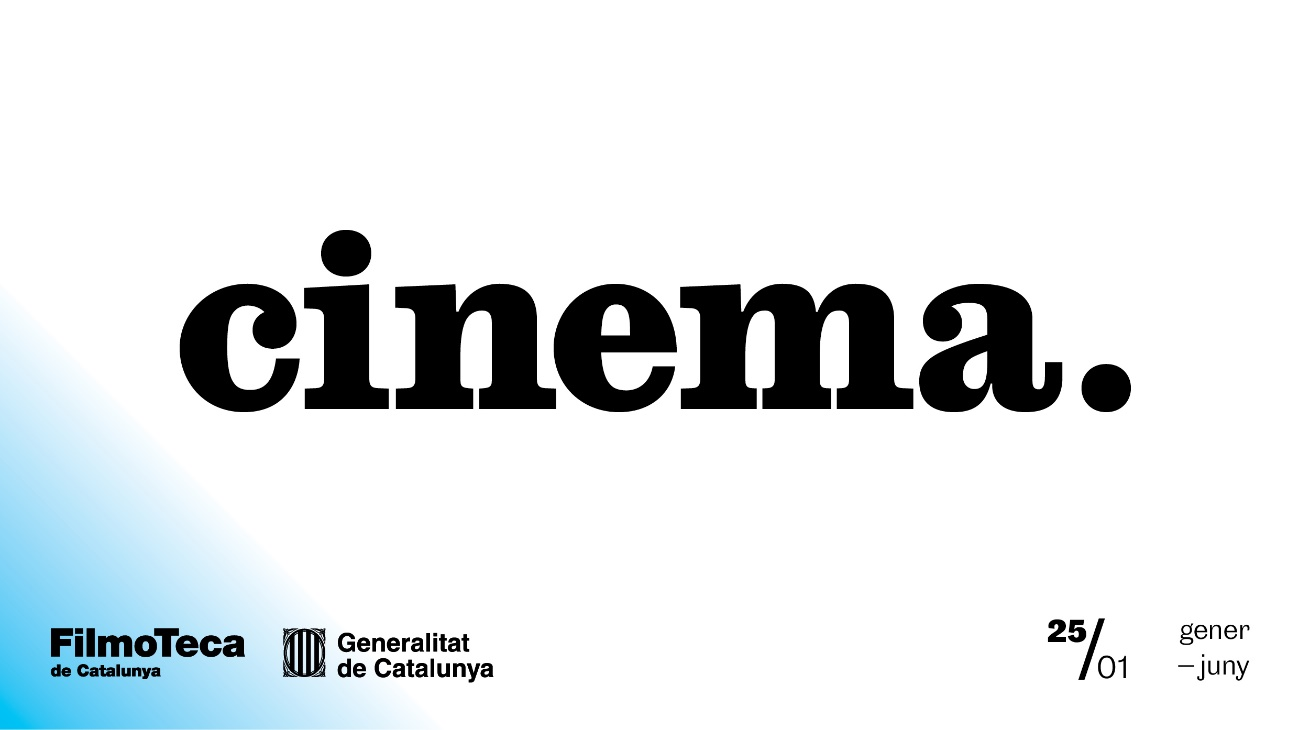 cinema.
FilmoTeca
de Catalunya
Generalitat
de Catalunya
25/01
gener
– juny